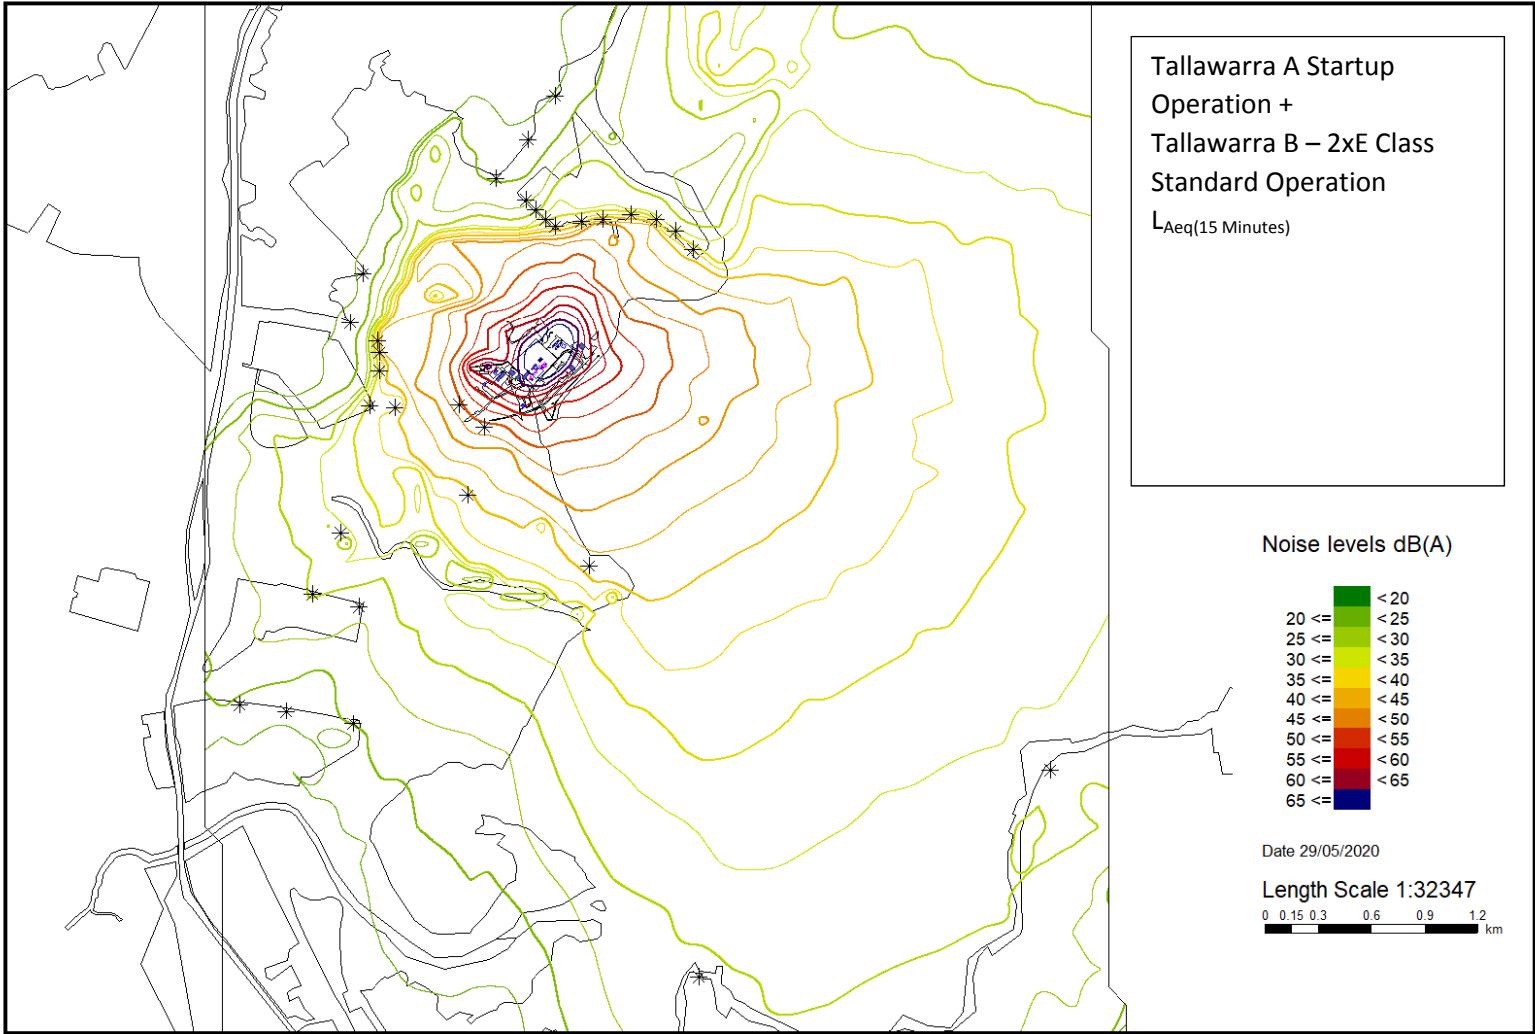 Tallawarra A Startup
Operation +
Tallawarra B – 2xE Class
Standard Operation
LAeq(15 Minutes)
Noise levels dB(A)
< 20
20 <= < 25
25 <= < 30
30 <= < 35
35 <= < 40
40 <= < 45
45 <= < 50
50 <= < 55
55 <= < 60
60 <= < 65
65 <=
Date 29/05/2020
Length Scale 1:32347
0 0.15 0.3 0.6 0.9 1.2
km